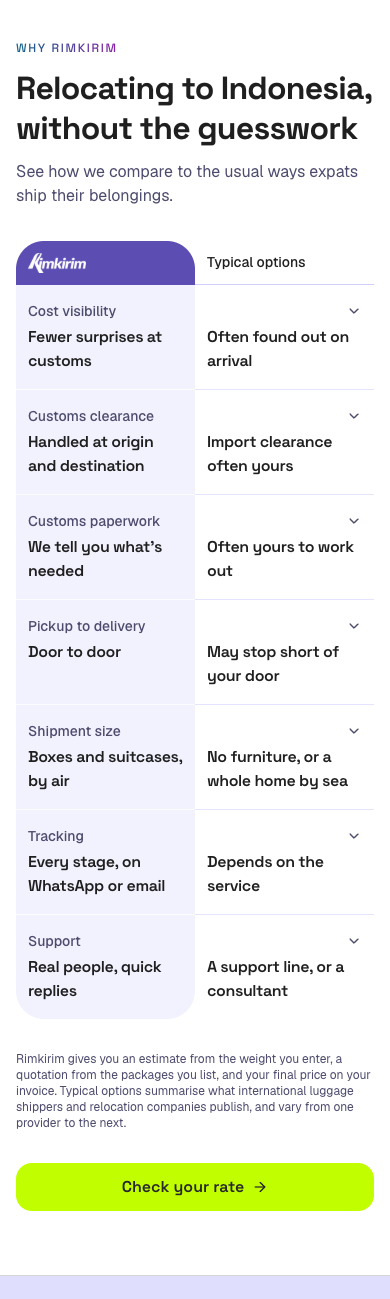 WHY RIMKIRIM
Relocating to Indonesia,
without the guesswork
See how we compare to the usual ways expats
ship their belongings.
Rimkirim
Typical options
Cost visibility
Fewer surprises at
customs
Often found out on
arrival
Customs clearance
Handled at origin
and destination
Import clearance
often yours
Customs paperwork
We tell you what's
needed
Often yours to work
out
Pickup to delivery
Door to door
May stop short of
your door
Shipment size
Boxes and suitcases,
by air
No furniture, or a
whole home by sea
Tracking
Every stage, on
WhatsApp or email
Depends on the
service
Support
Real people, quick
replies
A support line, or a
consultant
Rimkirim gives you an estimate from the weight you enter, a
quotation from the packages you list, and your final price on your
invoice. Typical options summarise what international luggage
shippers and relocation companies publish, and vary from one
provider to the next.
Check your rate →